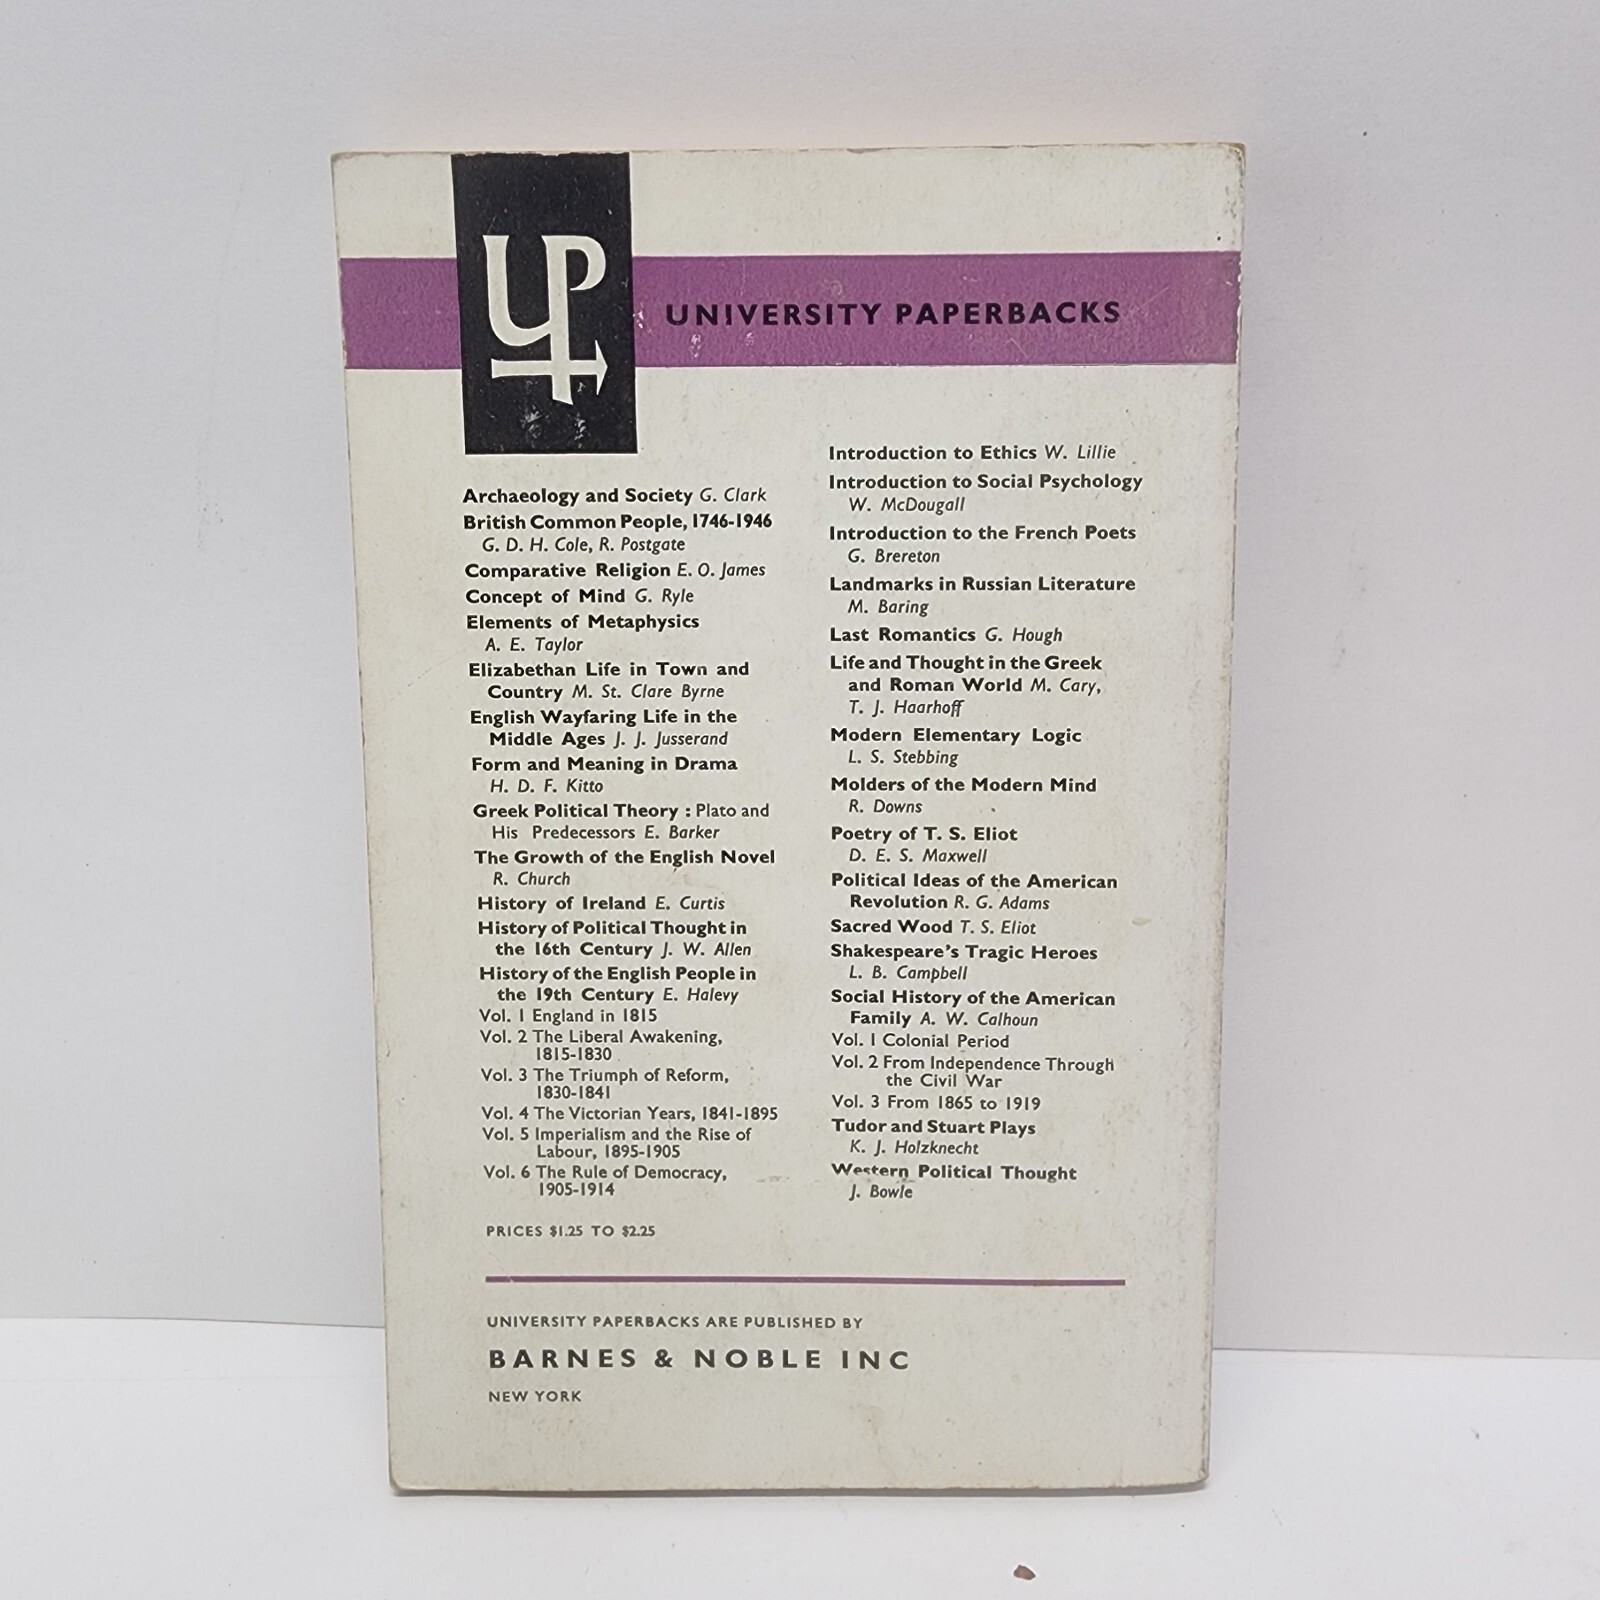 UP
UNIVERSITY PAPERBACKS
Archaeology and Society G. Clark
British Common People, 1746-1946
G. D. H. Cole, R. Postgate
Comparative Religion E. O. James
Concept of Mind G. Ryle
Elements of Metaphysics
A. E. Taylor
Elizabethan Life in Town and
Country M. St. Clare Byrne
English Wayfaring Life in the
Middle Ages J. J. Jusserand
Form and Meaning in Drama
H. D. F. Kitto
Greek Political Theory : Plato and
His Predecessors E. Barker
The Growth of the English Novel
R. Church
History of Ireland E. Curtis
History of Political Thought in
the 16th Century J. W. Allen
History of the English People in
the 19th Century E. Halevy
Vol. 1 England in 1815
Vol. 2 The Liberal Awakening,
1815-1830
Vol. 3 The Triumph of Reform,
1830-1841
Vol. 4 The Victorian Years, 1841-1895
Vol. 5 Imperialism and the Rise of
Labour, 1895-1905
Vol. 6 The Rule of Democracy,
1905-1914
Introduction to Ethics W. Lillie
Introduction to Social Psychology
W. McDougall
Introduction to the French Poets
G. Brereton
Landmarks in Russian Literature
M. Baring
Last Romantics G. Hough
Life and Thought in the Greek
and Roman World M. Cary,
T. J. Haarhoff
Modern Elementary Logic
L. S. Stebbing
Molders of the Modern Mind
R. Downs
Poetry of T. S. Eliot
D. E. S. Maxwell
Political Ideas of the American
Revolution R. G. Adams
Sacred Wood T. S. Eliot
Shakespeare's Tragic Heroes
L. B. Campbell
Social History of the American
Family A. W. Calhoun
Vol. 1 Colonial Period
Vol. 2 From Independence Through
the Civil War
Vol. 3 From 1865 to 1919
Tudor and Stuart Plays
K. J. Holzknecht
Western Political Thought
J. Bowle
PRICES $1.25 TO $2.25
UNIVERSITY PAPERBACKS ARE PUBLISHED BY
BARNES & NOBLE INC
NEW YORK